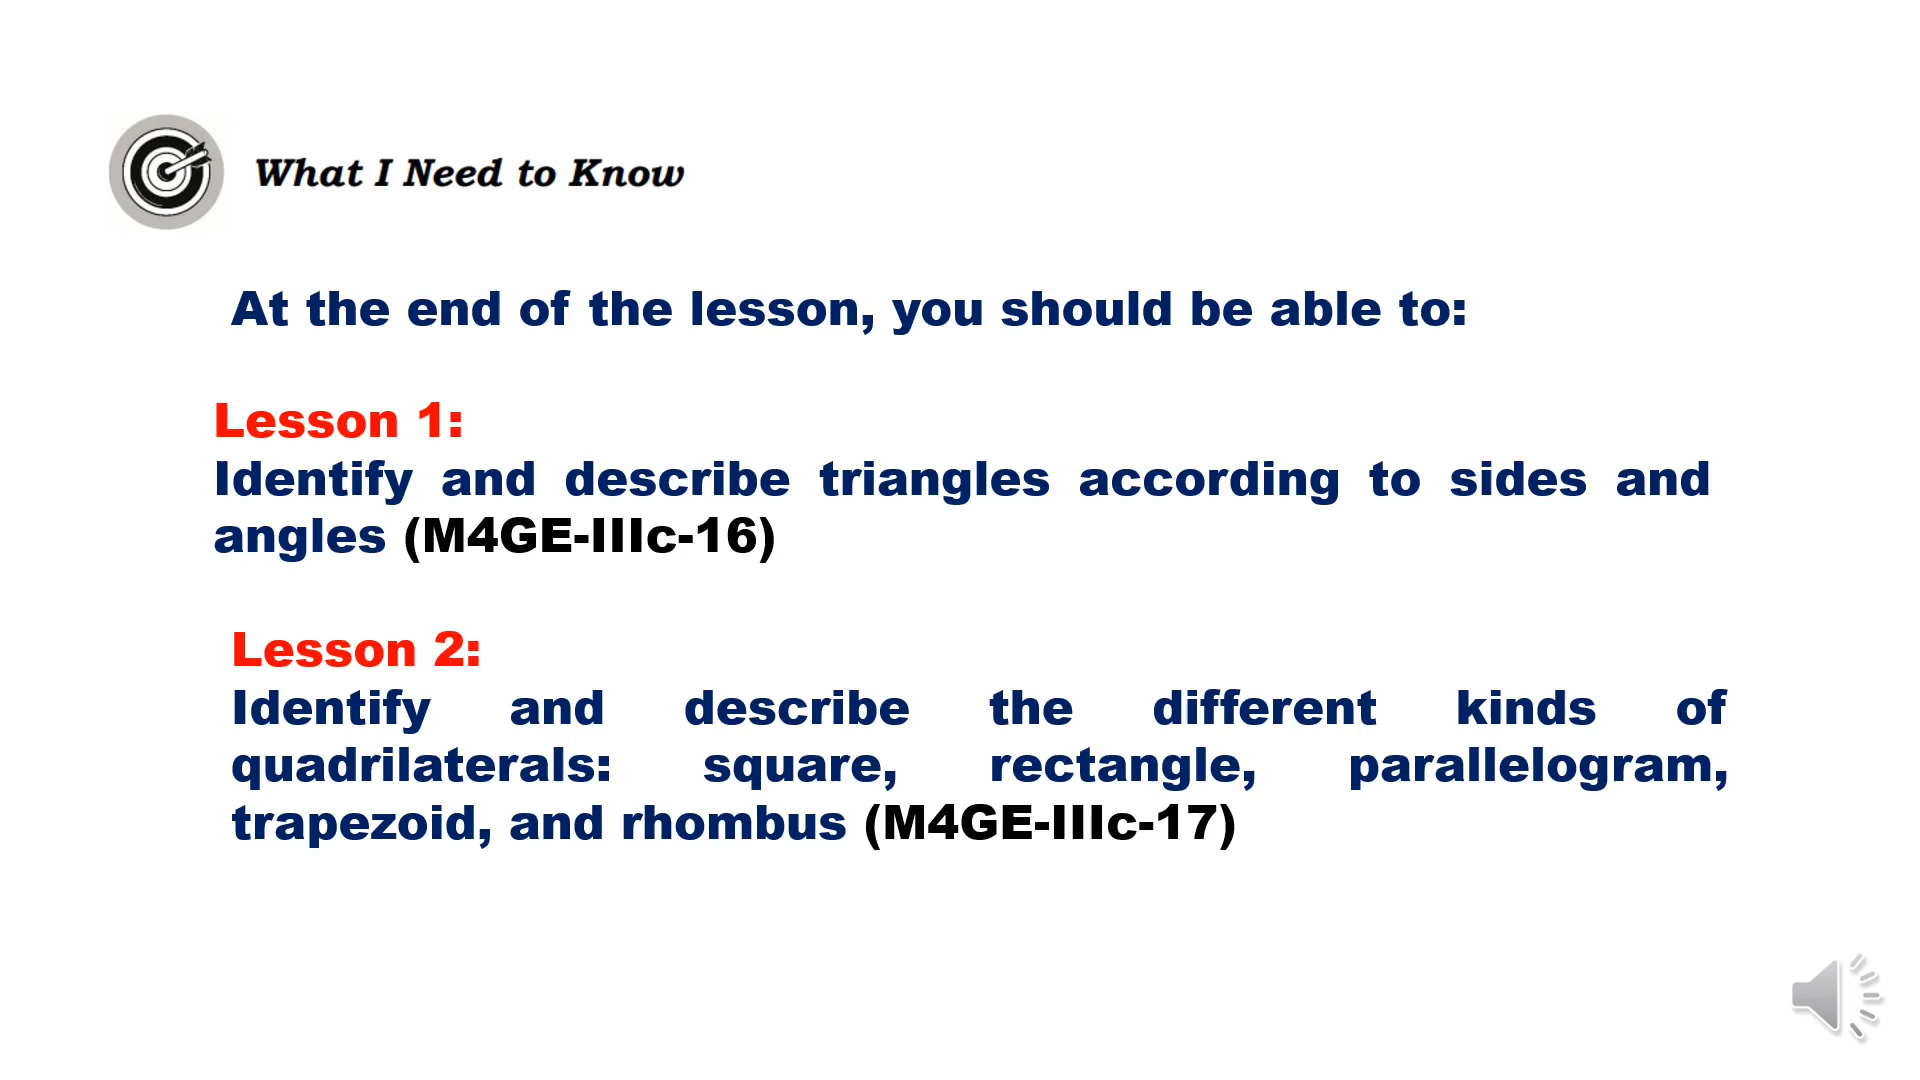 What I Need to Know
At the end of the lesson, you should be able to:
Lesson 1:
Identify and describe triangles according to sides and
angles (M4GE-IIIc-16)
Lesson 2:
Identify and describe the different kinds of
quadrilaterals: square, rectangle, parallelogram,
trapezoid, and rhombus (M4GE-IIIc-17)